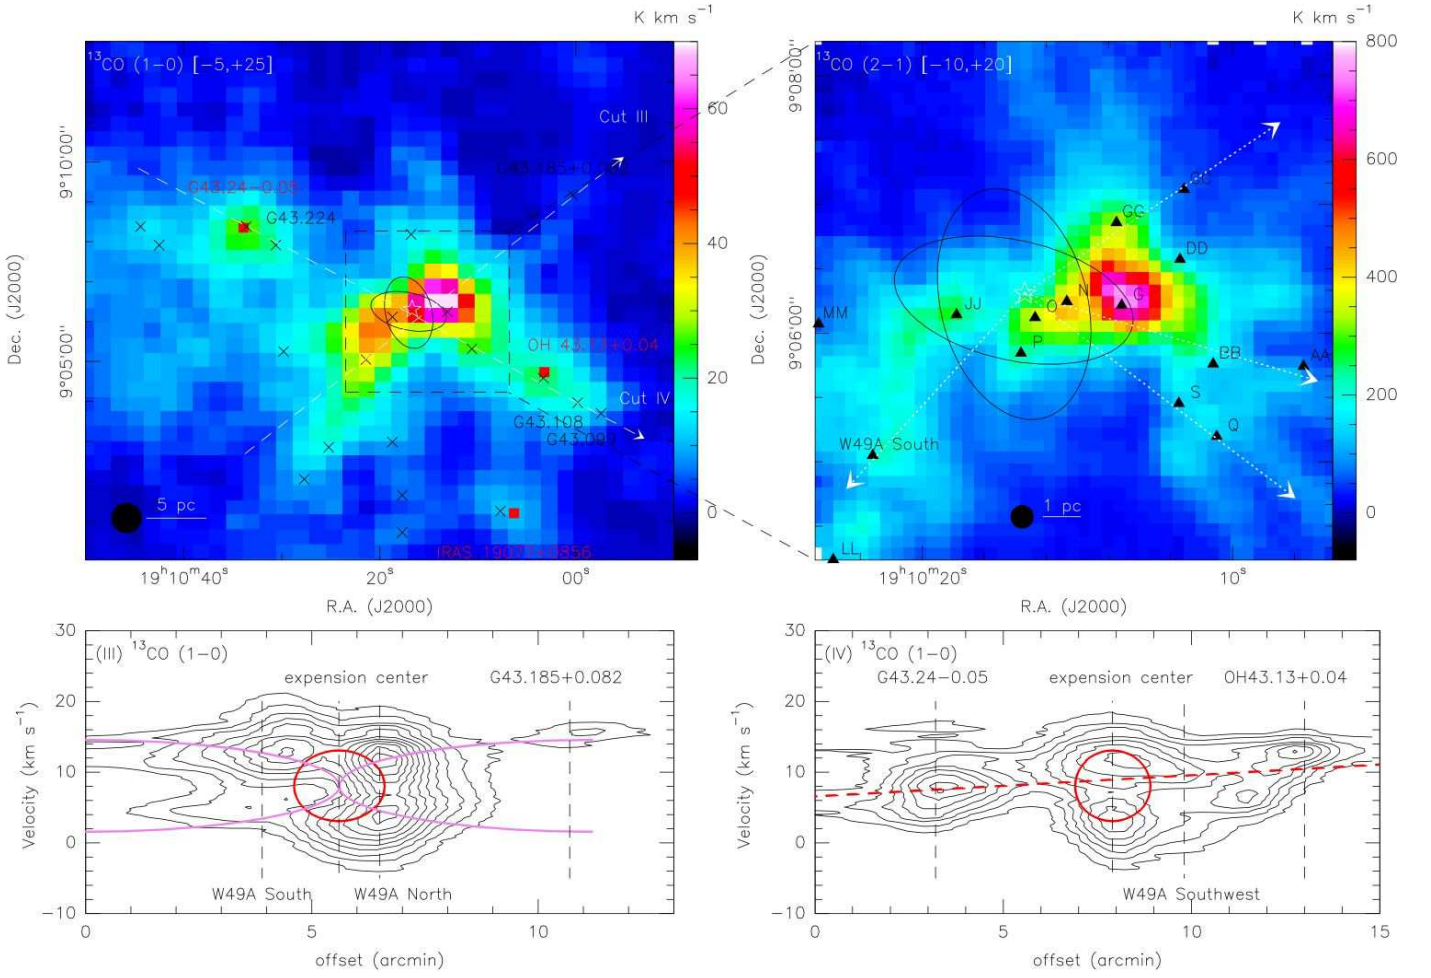 K km s⁻¹
K km s⁻¹
¹³CO (1−0) [−5,+25]
¹³CO (2−1) [−10,+20]
Cut III
G43.24−0.05
G43.224
OH 43.13+0.04
Cut IV
G43.108
G43.099
5 pc
IRAS 19077+0856
60
40
20
0
Dec. (J2000)
9°10'00''
9°05'00''
19ʰ10ᵐ40ˢ
20ˢ
00ˢ
R.A. (J2000)
GG
DD
JJ
N
G
O
MM
P
BB
AA
S
Q
W49A South
1 pc
LL
800
600
400
200
0
Dec. (J2000)
9°08'00''
9°06'00''
19ʰ10ᵐ20ˢ
10ˢ
R.A. (J2000)
(III) ¹³CO (1−0)
expension center
G43.185+0.082
W49A South
W49A North
30
20
10
0
−10
Velocity (km s⁻¹)
0
5
10
offset (arcmin)
(IV) ¹³CO (1−0)
G43.24−0.05
expension center
OH43.13+0.04
W49A Southwest
30
20
10
0
−10
Velocity (km s⁻¹)
0
5
10
15
offset (arcmin)